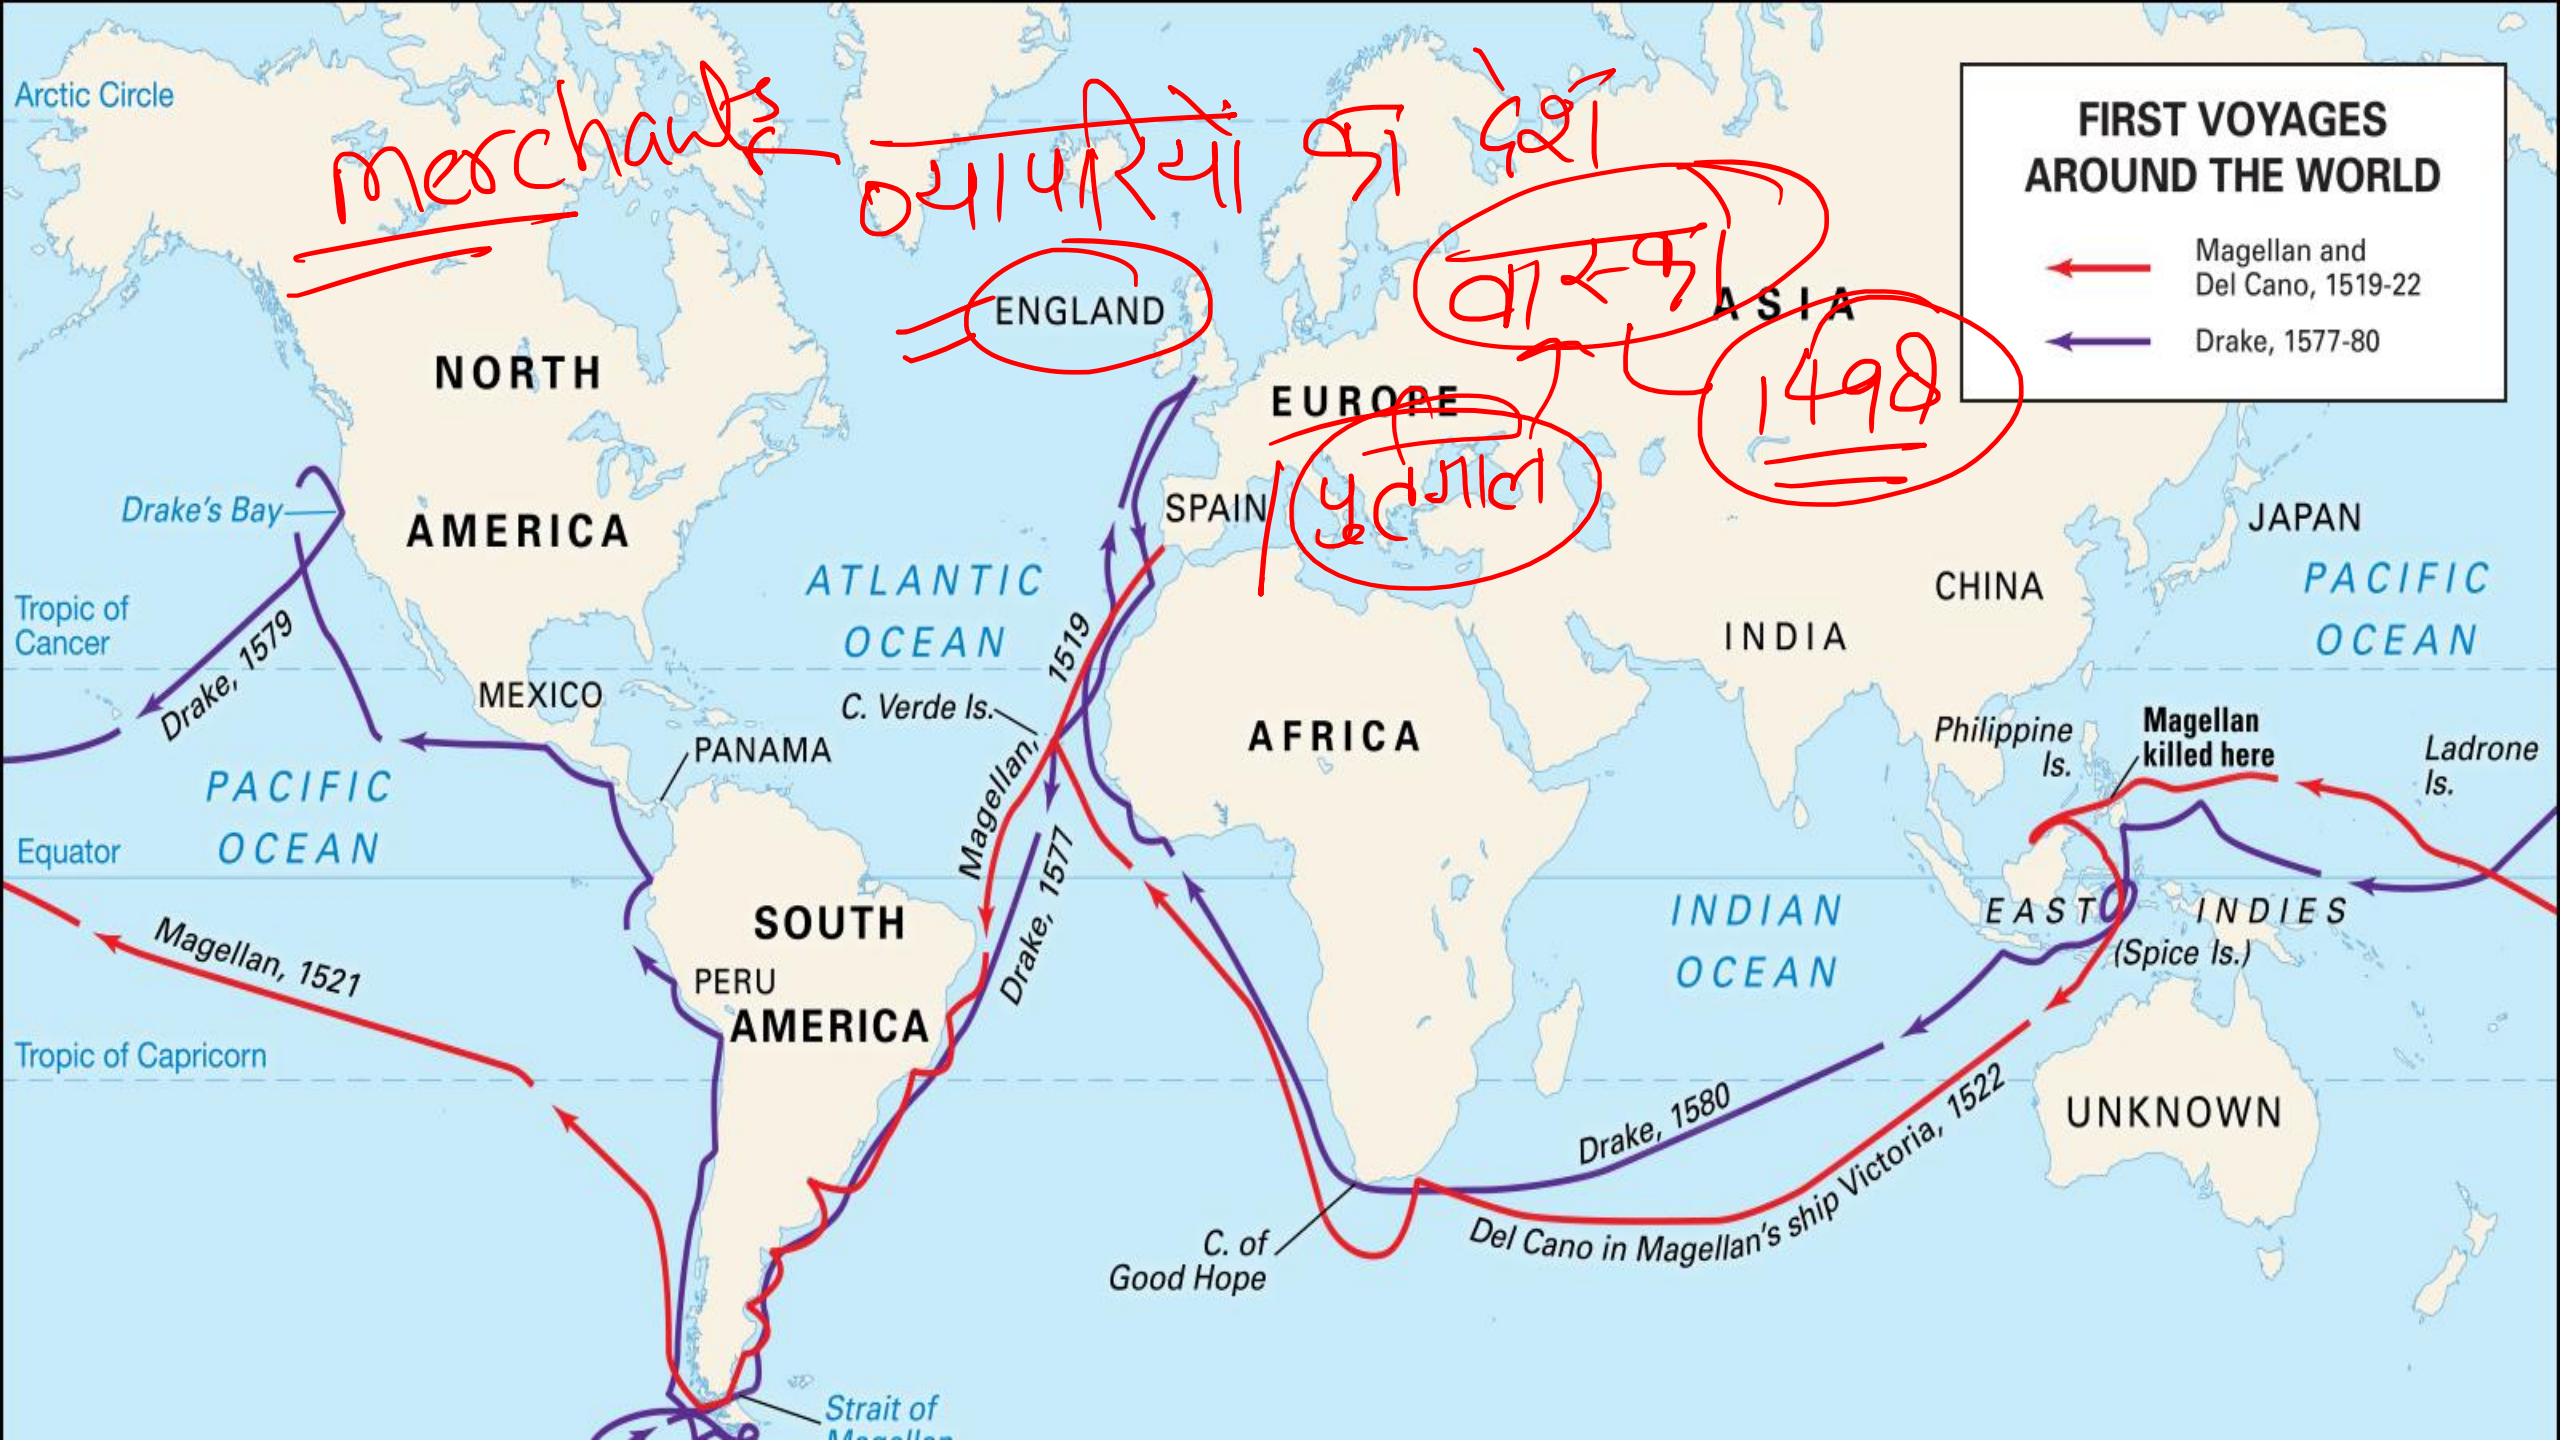 Arctic Circle
merchants
व्यापारियों का देश
FIRST VOYAGES
AROUND THE WORLD
Magellan and
Del Cano, 1519-22
Drake, 1577-80
ENGLAND
वास्को
ASIA
1498
NORTH
AMERICA
EUROPE
पुर्तगाल
SPAIN
Drake's Bay
JAPAN
ATLANTIC
OCEAN
PACIFIC
OCEAN
CHINA
INDIA
Tropic of
Cancer
Drake, 1579
MEXICO
C. Verde Is.
Magellan, 1519
PANAMA
AFRICA
Philippine
Is.
Magellan
killed here
Ladrone
Is.
PACIFIC
OCEAN
Equator
Drake, 1577
SOUTH
AMERICA
PERU
INDIAN
OCEAN
EAST INDIES
(Spice Is.)
Magellan, 1521
Tropic of Capricorn
UNKNOWN
Drake, 1580
Del Cano in Magellan's ship Victoria, 1522
C. of
Good Hope
Strait of
Magellan